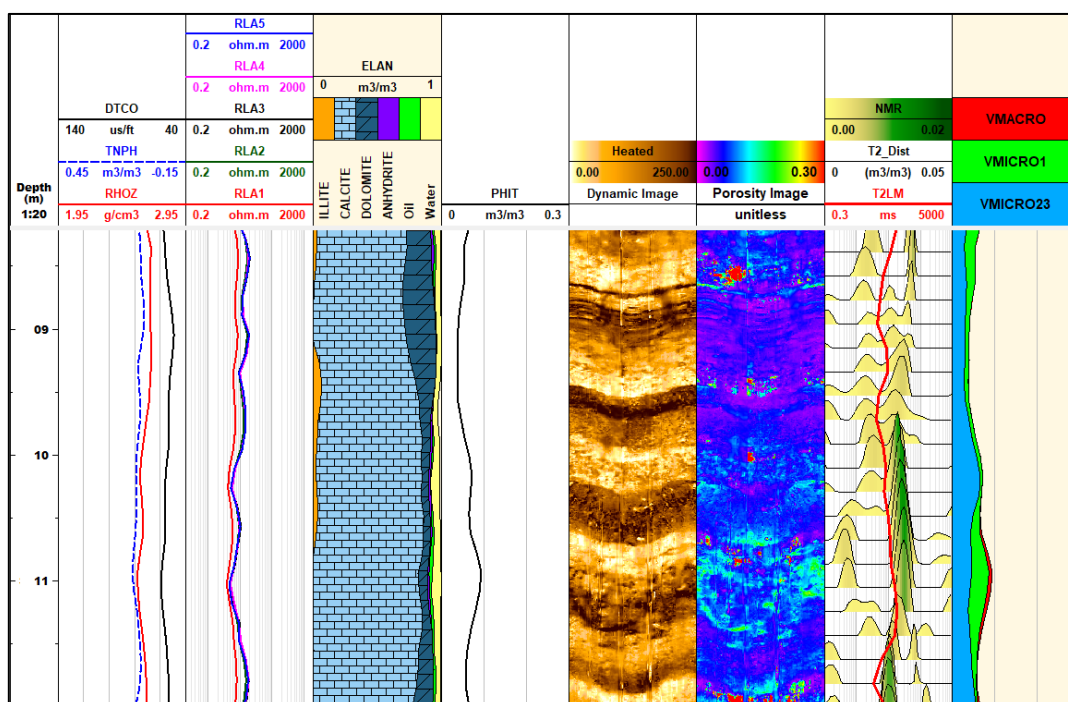 RLA5
0.2 ohm.m 2000
RLA4
0.2 ohm.m 2000
ELAN
0 m3/m3 1
DTCO
140 us/ft 40
RLA3
0.2 ohm.m 2000
NMR
0.00 0.02
VMACRO
TNPH
0.45 m3/m3 -0.15
RLA2
0.2 ohm.m 2000
Heated
0.00 250.00
0.00 0.30
T2_Dist
0 (m3/m3) 0.05
VMICRO1
Depth
(m)
1:20
RHOZ
1.95 g/cm3 2.95
RLA1
0.2 ohm.m 2000
ILLITE
CALCITE
DOLOMITE
ANHYDRITE
Oil
Water
PHIT
0 m3/m3 0.3
Dynamic Image
Porosity Image
unitless
T2LM
0.3 ms 5000
VMICRO23
09
10
11